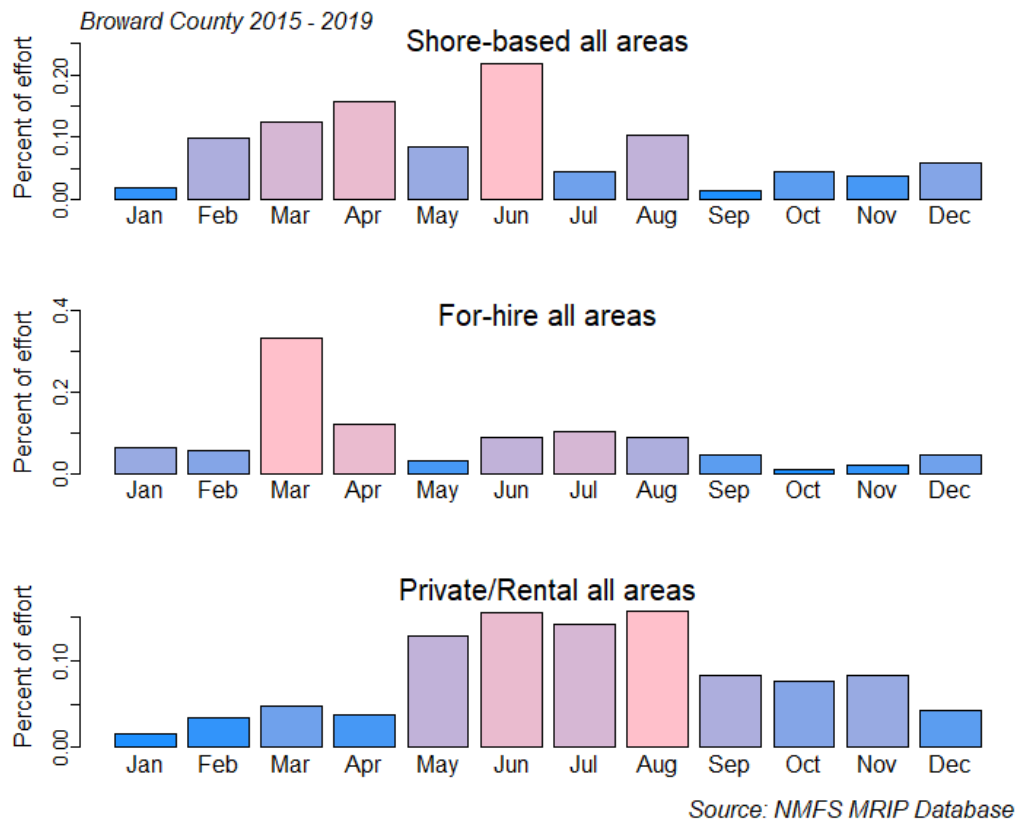 Broward County 2015 - 2019
Shore-based all areas
Percent of effort
0.20
0.10
0.00
Jan Feb Mar Apr May Jun Jul Aug Sep Oct Nov Dec
For-hire all areas
Percent of effort
0.4
0.2
0.0
Jan Feb Mar Apr May Jun Jul Aug Sep Oct Nov Dec
Private/Rental all areas
Percent of effort
0.10
0.00
Jan Feb Mar Apr May Jun Jul Aug Sep Oct Nov Dec
Source: NMFS MRIP Database